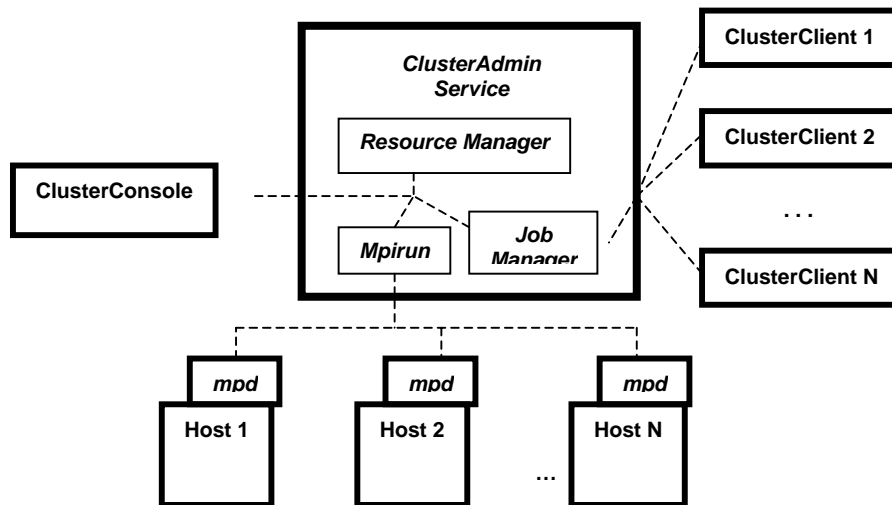 ClusterAdmin
Service
Resource Manager
Mpirun
Job
Manager
ClusterConsole
ClusterClient 1
ClusterClient 2
. . .
ClusterClient N
mpd
mpd
mpd
Host 1
Host 2
...
Host N